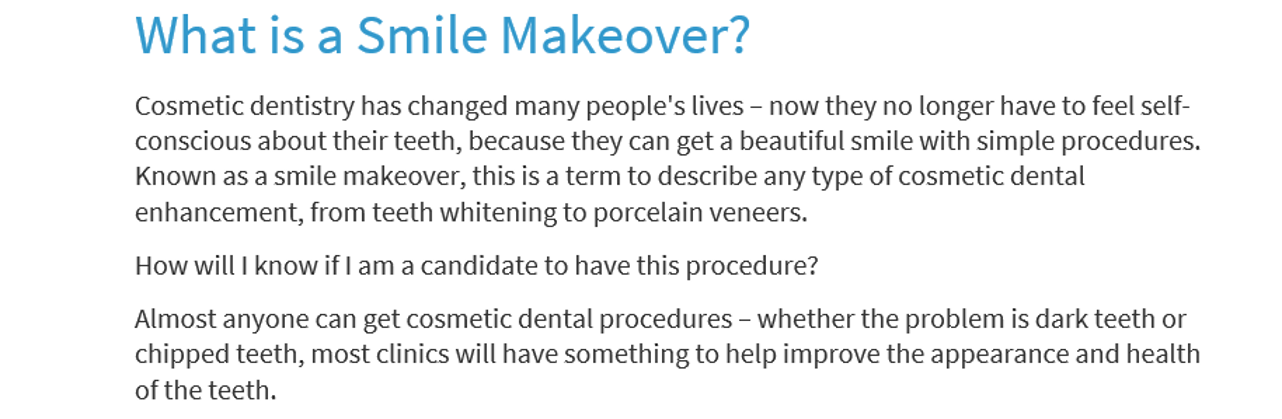 What is a Smile Makeover?
Cosmetic dentistry has changed many people's lives – now they no longer have to feel self-
conscious about their teeth, because they can get a beautiful smile with simple procedures.
Known as a smile makeover, this is a term to describe any type of cosmetic dental
enhancement, from teeth whitening to porcelain veneers.
How will I know if I am a candidate to have this procedure?
Almost anyone can get cosmetic dental procedures – whether the problem is dark teeth or
chipped teeth, most clinics will have something to help improve the appearance and health
of the teeth.